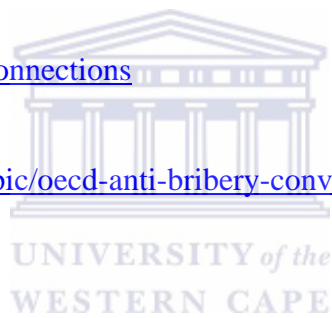 onnections
pic/oecd-anti-bribery-conv
UNIVERSITY of the
WESTERN CAPE